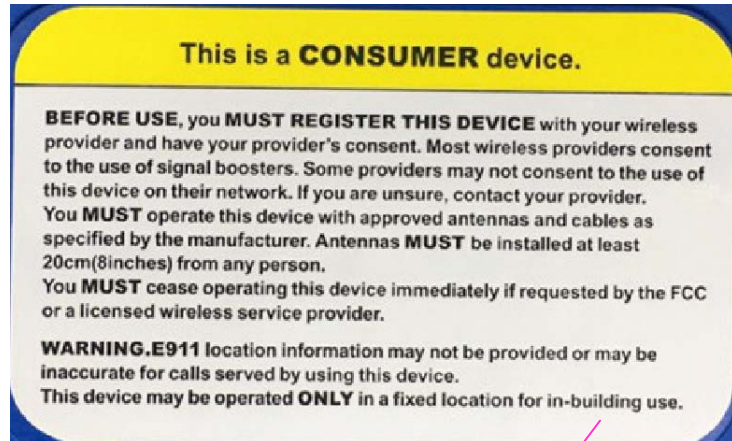 This is a CONSUMER device.
BEFORE USE, you MUST REGISTER THIS DEVICE with your wireless
provider and have your provider's consent. Most wireless providers consent
to the use of signal boosters. Some providers may not consent to the use of
this device on their network. If you are unsure, contact your provider.
You MUST operate this device with approved antennas and cables as
specified by the manufacturer. Antennas MUST be installed at least
20cm(8inches) from any person.
You MUST cease operating this device immediately if requested by the FCC
or a licensed wireless service provider.
WARNING.E911 location information may not be provided or may be
inaccurate for calls served by using this device.
This device may be operated ONLY in a fixed location for in-building use.